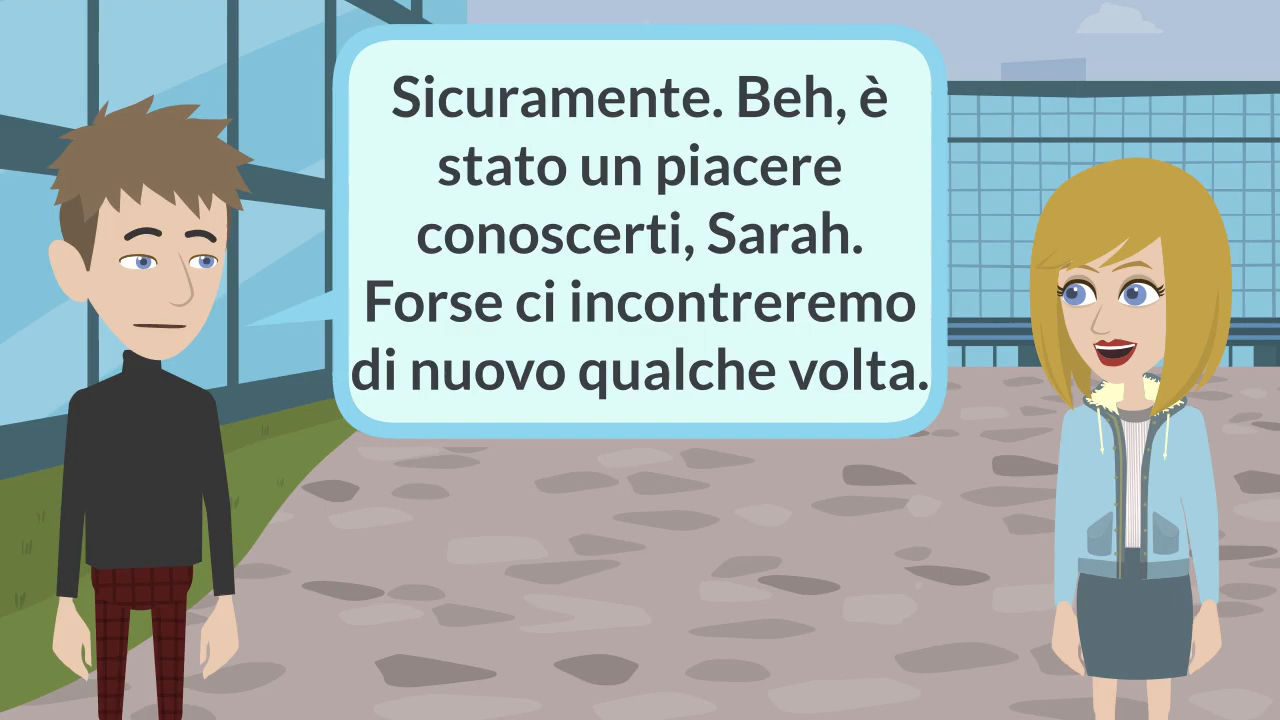 Sicuramente. Beh, è
stato un piacere
conoscerti, Sarah.
Forse ci incontreremo
di nuovo qualche volta.